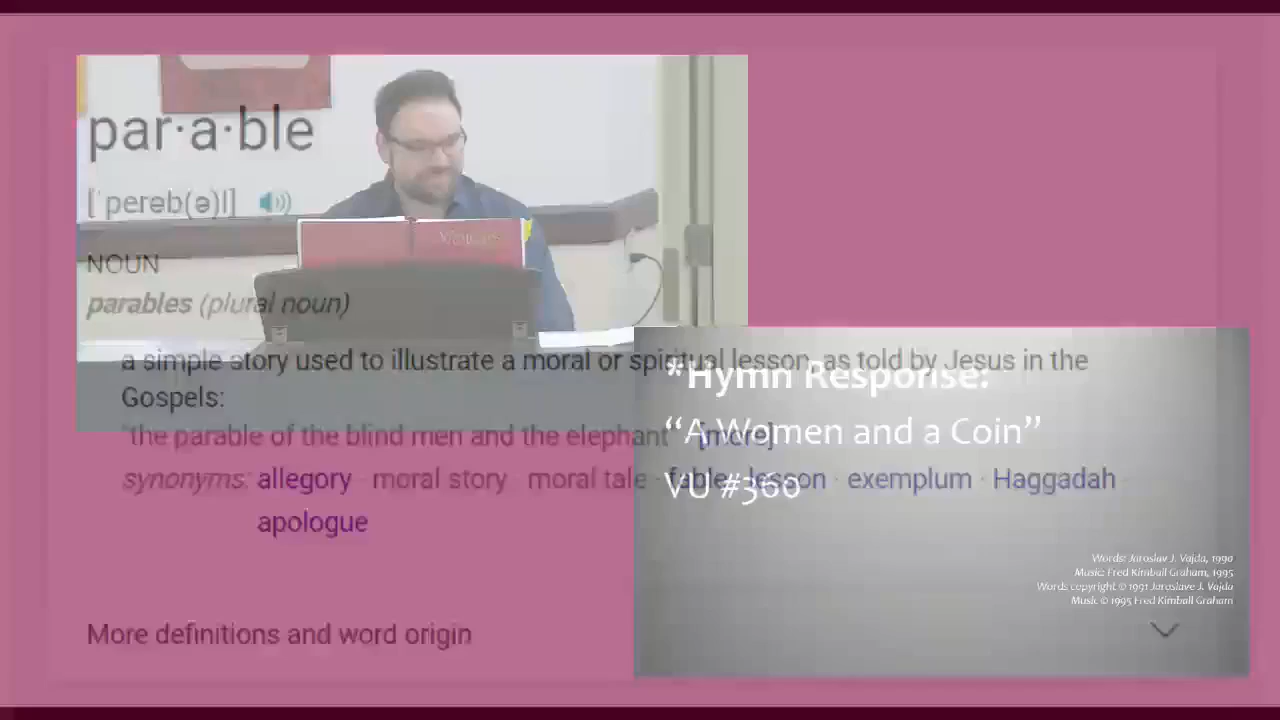 par·a·ble
[ˈperəb(ə)l]
NOUN
parables (plural noun)
a simple story used to illustrate a moral or spiritual lesson, as told by Jesus in the
Gospels:
"the parable of the blind men and the elephant" · [more]
synonyms: allegory · moral story · moral tale · fable · lesson · exemplum · Haggadah ·
apologue
More definitions and word origin
*Hymn Response:
“A Women and a Coin”
VU #360
Words: Jaroslav J. Vajda, 1990
Music: Fred Kimball Graham, 1995
Words copyright © 1991 Jaroslave J. Vajda
Music © 1995 Fred Kimball Graham